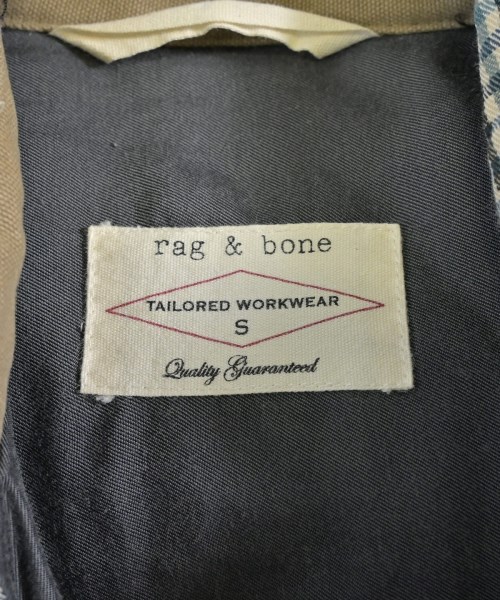 rag & bone
TAILORED WORKWEAR
S
Quality Guaranteed